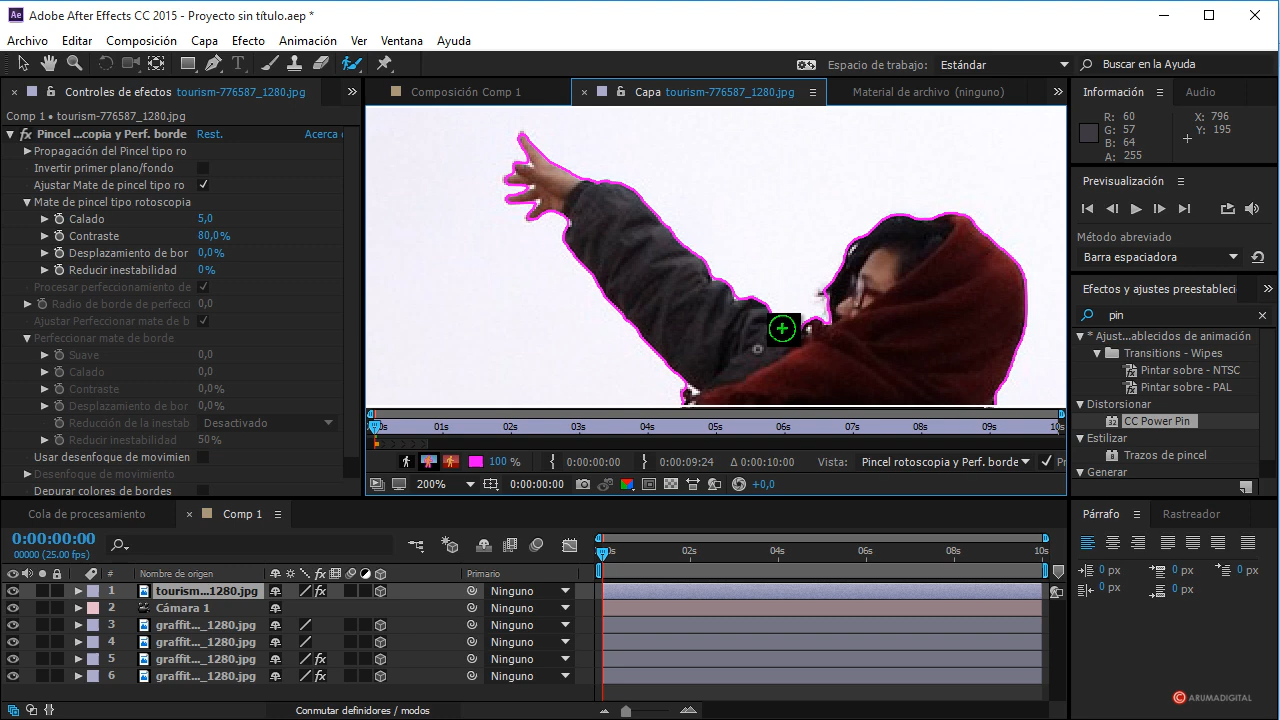 Adobe After Effects CC 2015 - Proyecto sin título.aep *
Archivo Editar Composición Capa Efecto Animación Ver Ventana Ayuda
Espacio de trabajo: Estándar Buscar en la Ayuda
Controles de efectos tourism-776587_1280.jpg
Comp 1 • tourism-776587_1280.jpg
Pincel ...copia y Perf. borde Rest. Acerca
Propagación del Pincel tipo ro
Invertir primer plano/fondo
Ajustar Mate de pincel tipo ro
Mate de pincel tipo rotoscopia
Calado 5,0
Contraste 80,0%
Desplazamiento de bor 0,0%
Reducir inestabilidad 0%
Procesar perfeccionamiento de
Radio de borde de perfecci 0,0
Ajustar Perfeccionar mate de b
Perfeccionar mate de borde
Suave 0,0
Calado 0,0
Contraste 0,0%
Desplazamiento de bor 0,0%
Reducción de la inestab Desactivado
Reducir inestabilidad 50%
Usar desenfoque de movimien
Desenfoque de movimiento
Depurar colores de bordes
Composición Comp 1
Capa tourism-776587_1280.jpg
Material de archivo (ninguno)
01s 02s 03s 04s 05s 06s 07s 08s 09s 10s
100 % 0:00:00:00 0:00:09:24 Δ 0:00:10:00 Vista: Pincel rotoscopia y Perf. borde
200% 0:00:00:00 +0,0
Información Audio
R: 60 X: 796
G: 57 Y: 195
B: 64
A: 255
Previsualización
Método abreviado
Barra espaciadora
Efectos y ajustes preestableci
pin
* Ajust...ablecidos de animación
Transitions - Wipes
Pintar sobre - NTSC
Pintar sobre - PAL
Distorsionar
CC Power Pin
Estilizar
Trazos de pincel
Generar
Cola de procesamiento Comp 1
0:00:00:00
00000 (25.00 fps)
02s 04s 06s 08s 10s
# Nombre de origen Primario
1 tourism...1280.jpg Ninguno
2 Cámara 1 Ninguno
3 graffit..._1280.jpg Ninguno
4 graffit..._1280.jpg Ninguno
5 graffit..._1280.jpg Ninguno
6 graffit..._1280.jpg Ninguno
Conmutar definidores / modos
Párrafo Rastreador
0 px 0 px 0 px
0 px 0 px
ARUMADIGITAL